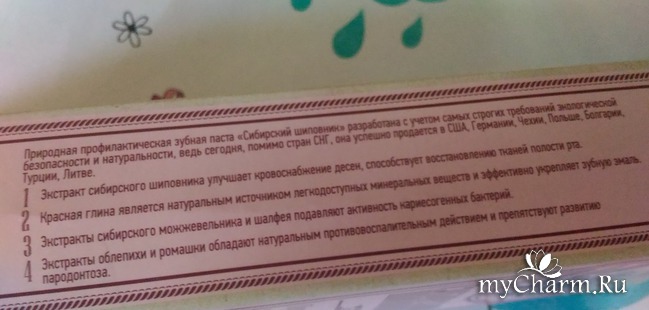 Природная профилактическая зубная паста «Сибирский шиповник» разработана с учетом самых строгих требований экологической
безопасности и натуральности, ведь сегодня, помимо стран СНГ, она успешно продается в США, Германии, Чехии, Польше, Болгарии,
Турции, Литве.
1 Экстракт сибирского шиповника улучшает кровоснабжение десен, способствует восстановлению тканей полости рта.
2 Красная глина является натуральным источником легкодоступных минеральных веществ и эффективно укрепляет зубную эмаль.
3 Экстракты сибирского можжевельника и шалфея подавляют активность кариесогенных бактерий.
4 Экстракты облепихи и ромашки обладают натуральным противовоспалительным действием и препятствуют развитию
пародонтоза.
myCharm.Ru